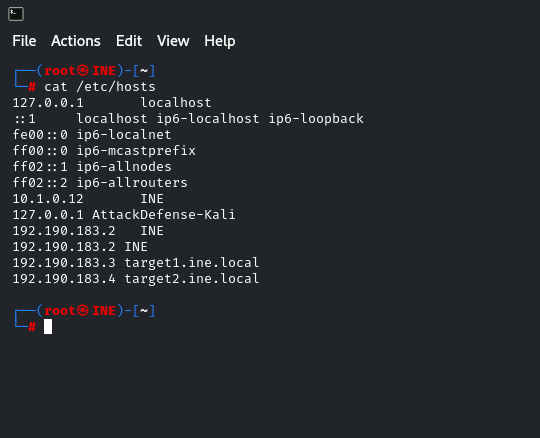 File Actions Edit View Help
┌──(root㉿INE)-[~]
└─# cat /etc/hosts
127.0.0.1       localhost
::1     localhost ip6-localhost ip6-loopback
fe00::0 ip6-localnet
ff00::0 ip6-mcastprefix
ff02::1 ip6-allnodes
ff02::2 ip6-allrouters
10.1.0.12       INE
127.0.0.1 AttackDefense-Kali
192.190.183.2   INE
192.190.183.2 INE
192.190.183.3 target1.ine.local
192.190.183.4 target2.ine.local
┌──(root㉿INE)-[~]
└─#